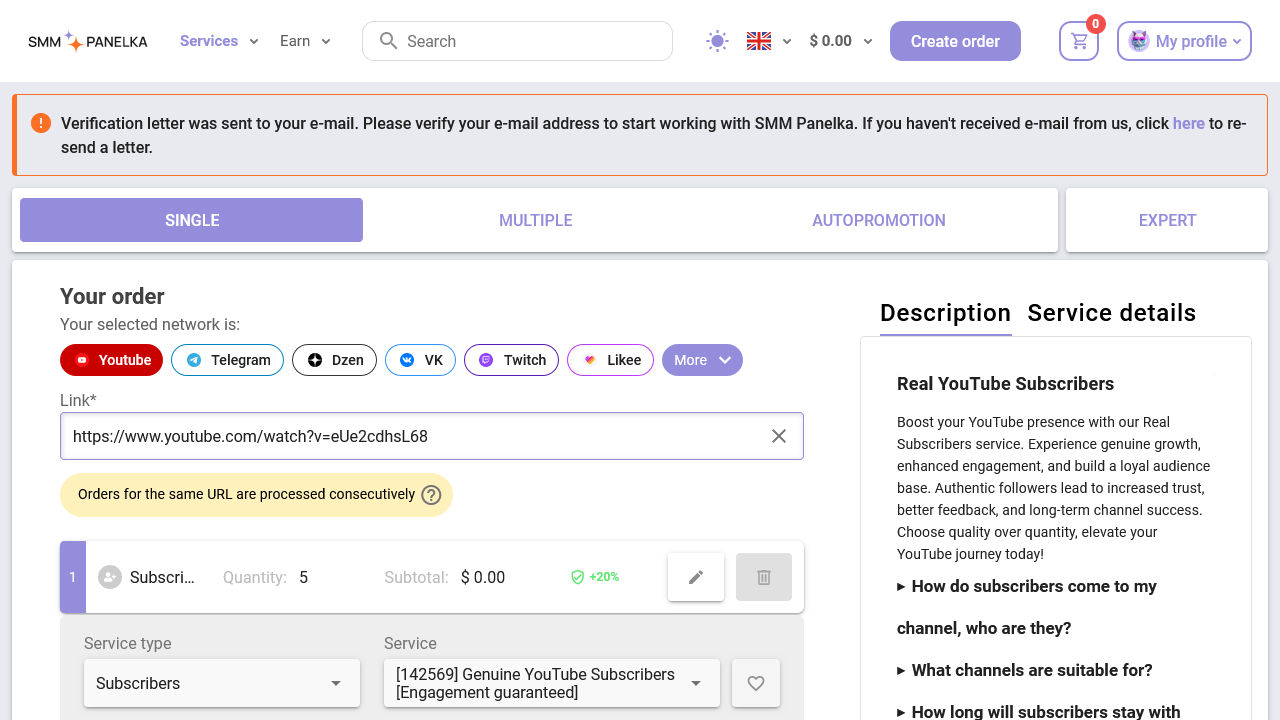 SMM PANELKA
Services
Earn
Search
$ 0.00
Create order
0
My profile
Verification letter was sent to your e-mail. Please verify your e-mail address to start working with SMM Panelka. If you haven't received e-mail from us, click here to re-
send a letter.
SINGLE
MULTIPLE
AUTOPROMOTION
EXPERT
Your order
Your selected network is:
Youtube
Telegram
Dzen
VK
Twitch
Likee
More
Link*
https://www.youtube.com/watch?v=eUe2cdhsL68
Orders for the same URL are processed consecutively
1
Subscri...
Quantity: 5
Subtotal: $ 0.00
+20%
Service type
Subscribers
Service
[142569] Genuine YouTube Subscribers
[Engagement guaranteed]
Description
Service details
Real YouTube Subscribers
Boost your YouTube presence with our Real
Subscribers service. Experience genuine growth,
enhanced engagement, and build a loyal audience
base. Authentic followers lead to increased trust,
better feedback, and long-term channel success.
Choose quality over quantity, elevate your
YouTube journey today!
▸ How do subscribers come to my
channel, who are they?
▸ What channels are suitable for?
▸ How long will subscribers stay with